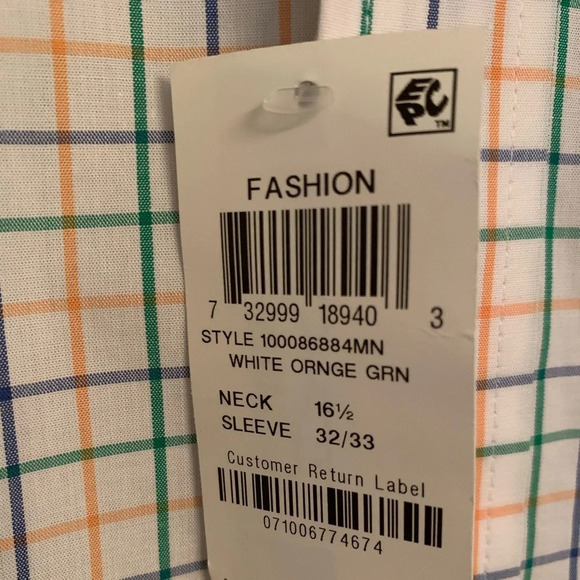 EPC
TM
FASHION
7 32999 18940 3
STYLE 100086884MN
WHITE ORNGE GRN
NECK 16½
SLEEVE 32/33
Customer Return Label
071006774674